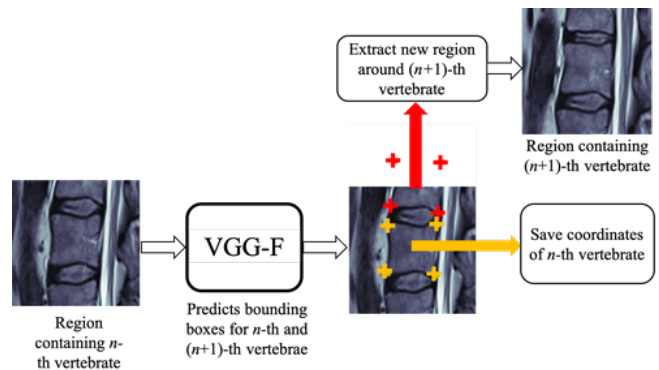 Extract new region
around (n+1)-th
vertebrate
Region containing
(n+1)-th vertebrate
VGG-F
Save coordinates
of n-th vertebrate
Region
containing n-
th vertebrate
Predicts bounding
boxes for n-th and
(n+1)-th vertebrae